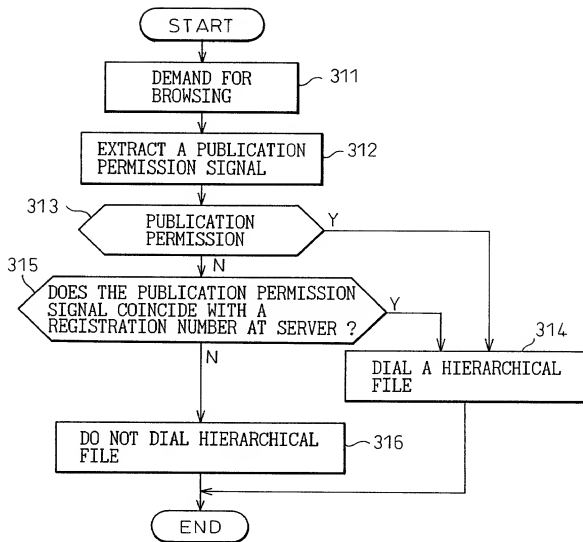 START
DEMAND FOR
BROWSING
311
EXTRACT A PUBLICATION
PERMISSION SIGNAL
312
313
PUBLICATION
PERMISSION
Y
N
315
DOES THE PUBLICATION PERMISSION
SIGNAL COINCIDE WITH A
REGISTRATION NUMBER AT SERVER ?
Y
N
314
DIAL A HIERARCHICAL
FILE
DO NOT DIAL HIERARCHICAL
FILE
316
END